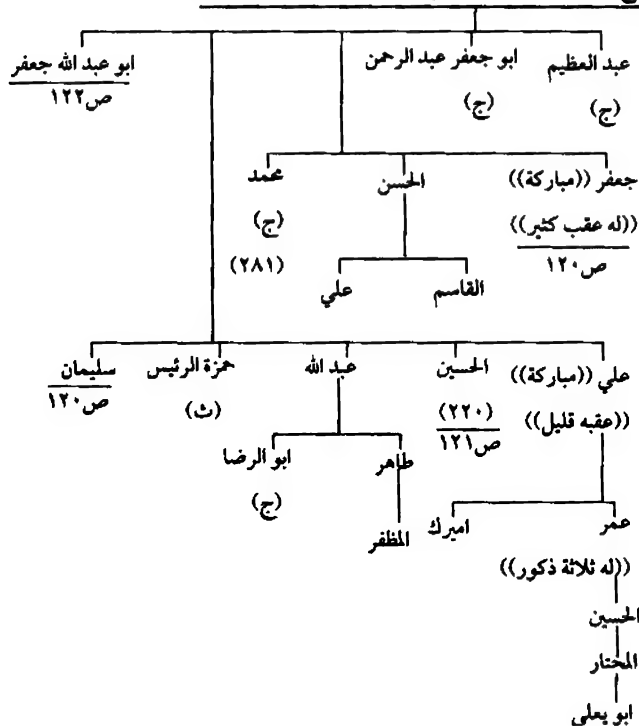 عبد العظيم ابو جعفر عبد الرحمن ابو عبد الله جعفر
(ج) (ج) ص١٢٢
جعفر ((مباركة)) الحسن محمد
((له عقب كثير)) (ج)
ص١٢٠ (٢٨١)
القاسم علي
علي ((مباركة)) الحسين عبد الله حمزة الرئيس سليمان
((عقبه قليل)) (٢٢٠) (ث) ص١٢٠
ص١٢١
طاهر ابو الرضا
(ج)
المظفر
عمر اميرك
((له ثلاثة ذكور))
الحسين
المختار
ابو يعلى